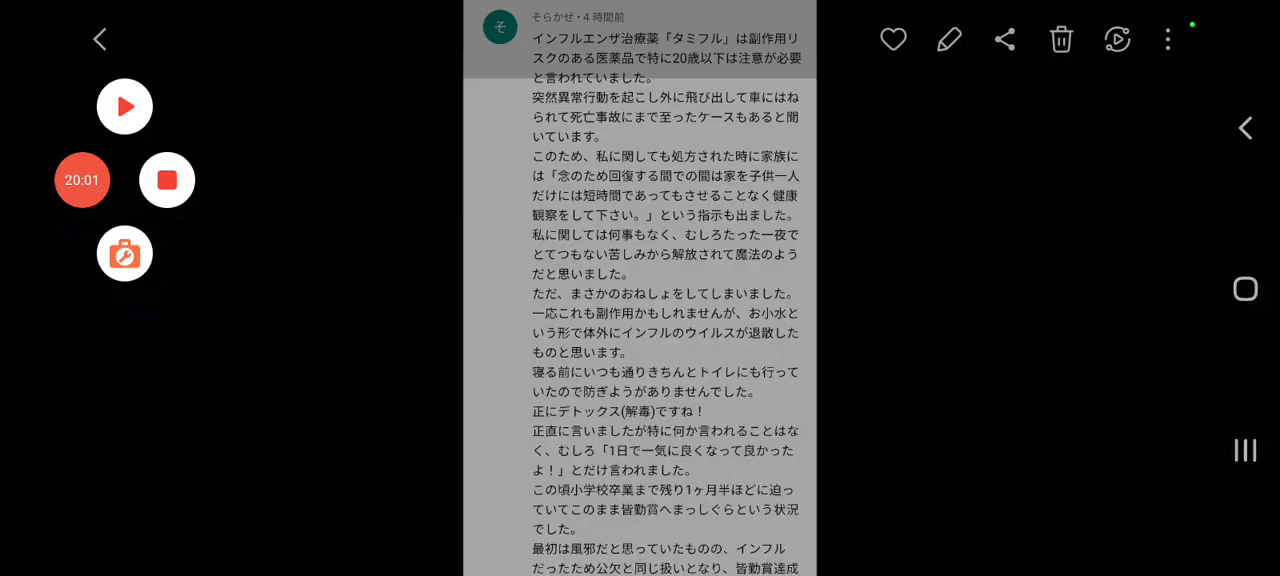 そ
そらかぜ • 4 時間前
インフルエンザ治療薬「タミフル」は副作用リ
スクのある医薬品で特に20歳以下は注意が必要
と言われていました。
突然異常行動を起こし外に飛び出して車にはね
られて死亡事故にまで至ったケースもあると聞
いています。
このため、私に関しても処方された時に家族に
は「念のため回復する間での間は家を子供一人
だけには短時間であってもさせることなく健康
観察をして下さい。」という指示も出ました。
私に関しては何事もなく、むしろたった一夜で
とてつもない苦しみから解放されて魔法のよう
だと思いました。
ただ、まさかのおねしょをしてしまいました。
一応これも副作用かもしれませんが、お小水と
いう形で体外にインフルのウイルスが退散した
ものと思います。
寝る前にいつも通りきちんとトイレにも行って
いたので防ぎようがありませんでした。
正にデトックス(解毒)ですね！
正直に言いましたが特に何か言われることはな
く、むしろ「1日で一気に良くなって良かった
よ！」とだけ言われました。
この頃小学校卒業まで残り1ヶ月半ほどに迫っ
ていてこのまま皆勤賞へまっしぐらという状況
でした。
最初は風邪だと思っていたものの、インフル
だったため公欠と同じ扱いとなり、皆勤賞達成
20:01